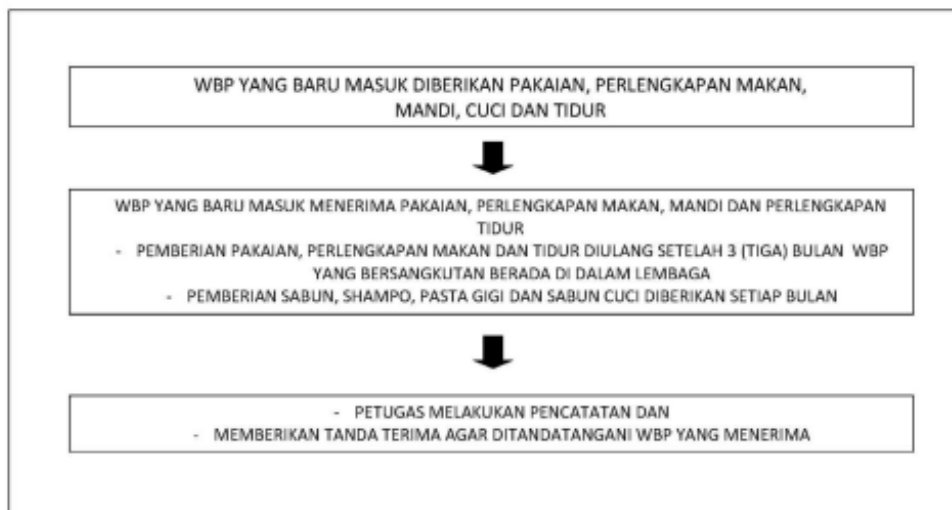 WBP YANG BARU MASUK DIBERIKAN PAKAIAN, PERLENGKAPAN MAKAN,
MANDI, CUCI DAN TIDUR
WBP YANG BARU MASUK MENERIMA PAKAIAN, PERLENGKAPAN MAKAN, MANDI DAN PERLENGKAPAN
TIDUR
- PEMBERIAN PAKAIAN, PERLENGKAPAN MAKAN DAN TIDUR DIULANG SETELAH 3 (TIGA) BULAN WBP
YANG BERSANGKUTAN BERADA DI DALAM LEMBAGA
- PEMBERIAN SABUN, SHAMPO, PASTA GIGI DAN SABUN CUCI DIBERIKAN SETIAP BULAN
- PETUGAS MELAKUKAN PENCATATAN DAN
- MEMBERIKAN TANDA TERIMA AGAR DITANDATANGANI WBP YANG MENERIMA